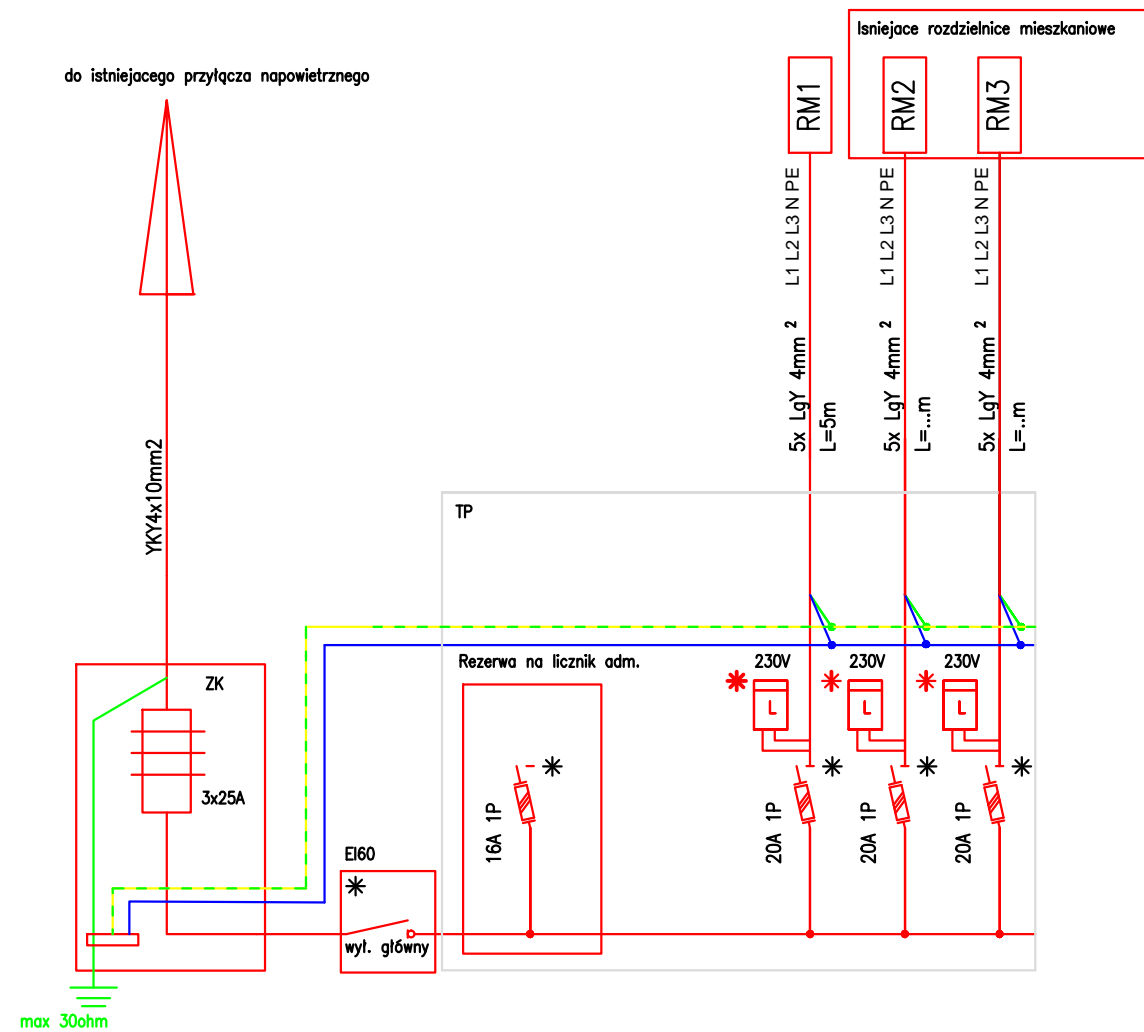 Isniejace rozdzielnice mieszkaniowe
do istniejacego przyłącza napowietrznego
RM1
RM2
RM3
L1 L2 L3 N PE
L1 L2 L3 N PE
L1 L2 L3 N PE
5x LgY 4mm 2
L=5m
5x LgY 4mm 2
L=...m
5x LgY 4mm 2
L=..m
YKY4x10mm2
TP
Rezerwa na licznik adm.
230V
230V
230V
L
L
L
ZK
3x25A
16A 1P
20A 1P
20A 1P
20A 1P
EI60
wył. główny
max 30ohm